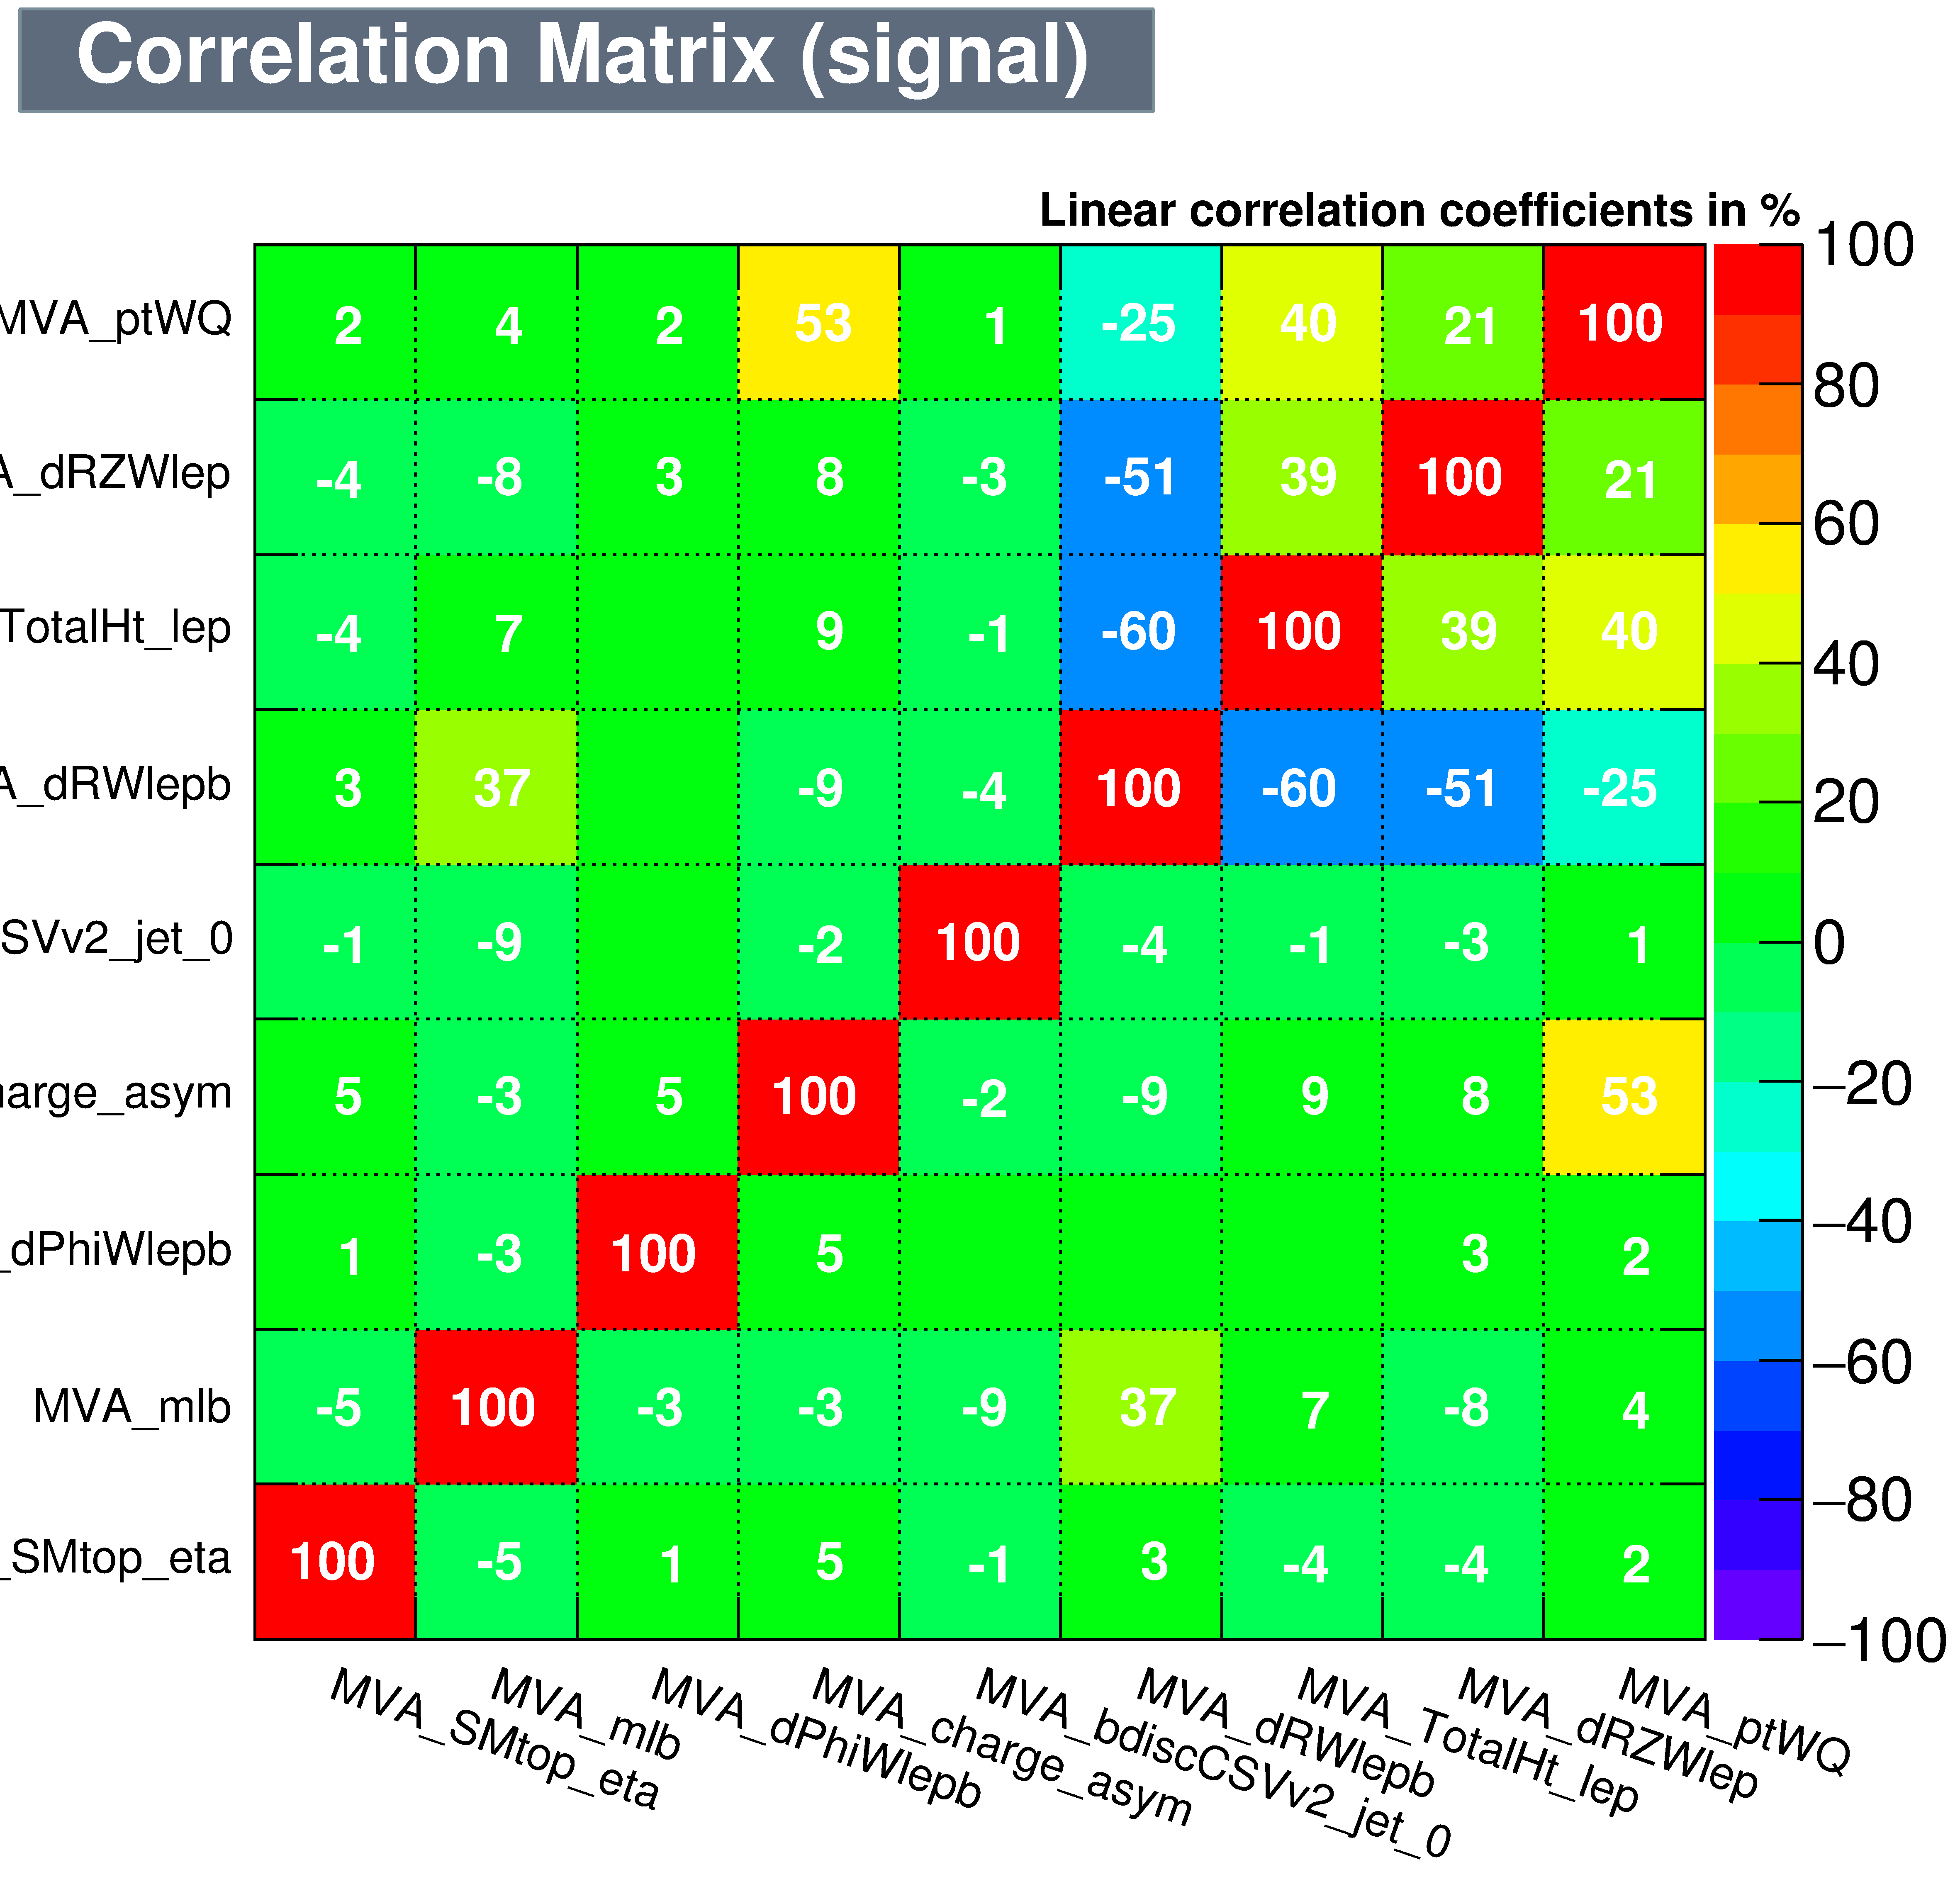 Correlation Matrix (signal)
Linear correlation coefficients in %
MVA_ptWQ 2 4 2 53 1 -25 40 21 100
A_dRZWlep -4 -8 3 8 -3 -51 39 100 21
TotalHt_lep -4 7 9 -1 -60 100 39 40
A_dRWlepb 3 37 -9 -4 100 -60 -51 -25
SVv2_jet_0 -1 -9 -2 100 -4 -1 -3 1
harge_asym 5 -3 5 100 -2 -9 9 8 53
_dPhiWlepb 1 -3 100 5 3 2
MVA_mlb -5 100 -3 -3 -9 37 7 -8 4
_SMtop_eta 100 -5 1 5 -1 3 -4 -4 2
100
80
60
40
20
0
−20
−40
−60
−80
−100
MVA_SMtop_eta
MVA_mlb
MVA_dPhiWlepb
MVA_charge_asym
MVA_bdiscCSVv2_jet_0
MVA_dRWlepb
MVA_TotalHt_lep
MVA_dRZWlep
MVA_ptWQ